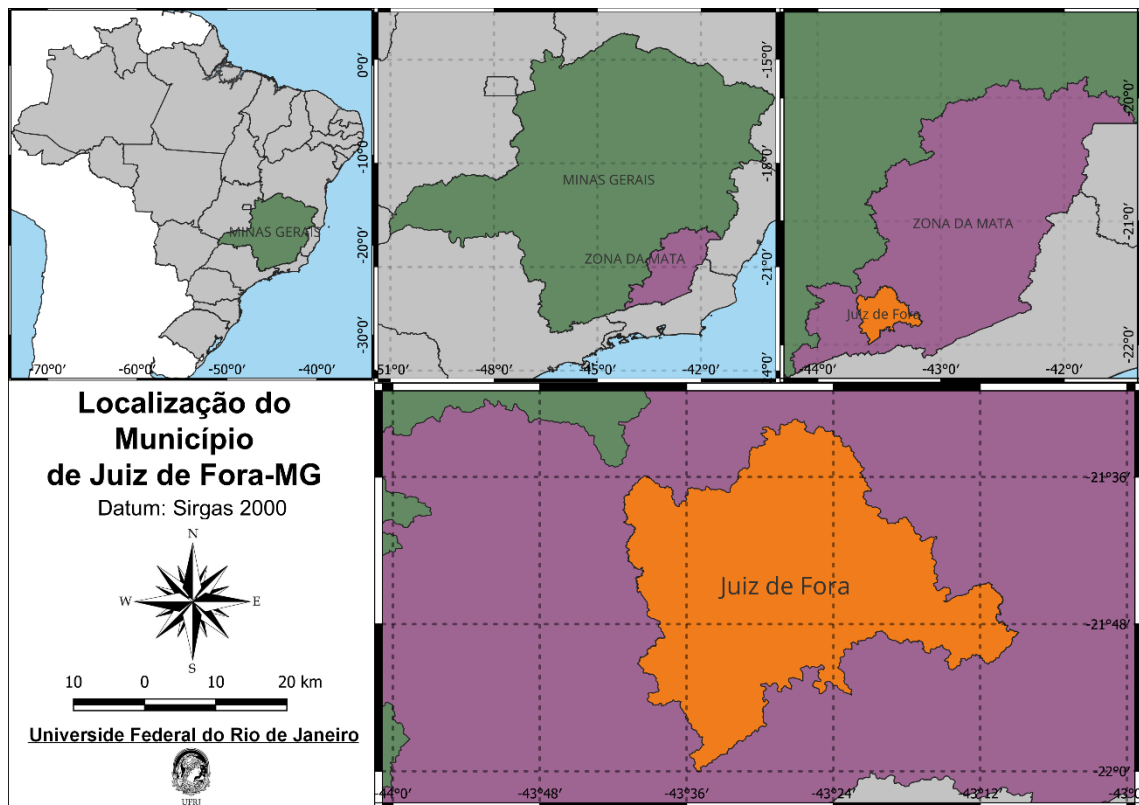 MINAS GERAIS
0°0′
-10°0′
-20°0′
-30°0′
-70°0′
-60°0′
-50°0′
-40°0′
MINAS GERAIS
ZONA DA MATA
-15°0′
-18°0′
-21°0′
-51°0′
-48°0′
-45°0′
-42°0′
ZONA DA MATA
Juiz de Fora
-20°0′
-21°0′
-22°0′
-44°0′
-43°0′
-42°0′
Localização do
Município
de Juiz de Fora-MG
Datum: Sirgas 2000
N
W
E
S
10 0 10 20 km
Universide Federal do Rio de Janeiro
UFRJ
Juiz de Fora
-21°36′
-21°48′
-22°0′
-44°0′
-43°48′
-43°36′
-43°24′
-43°12′